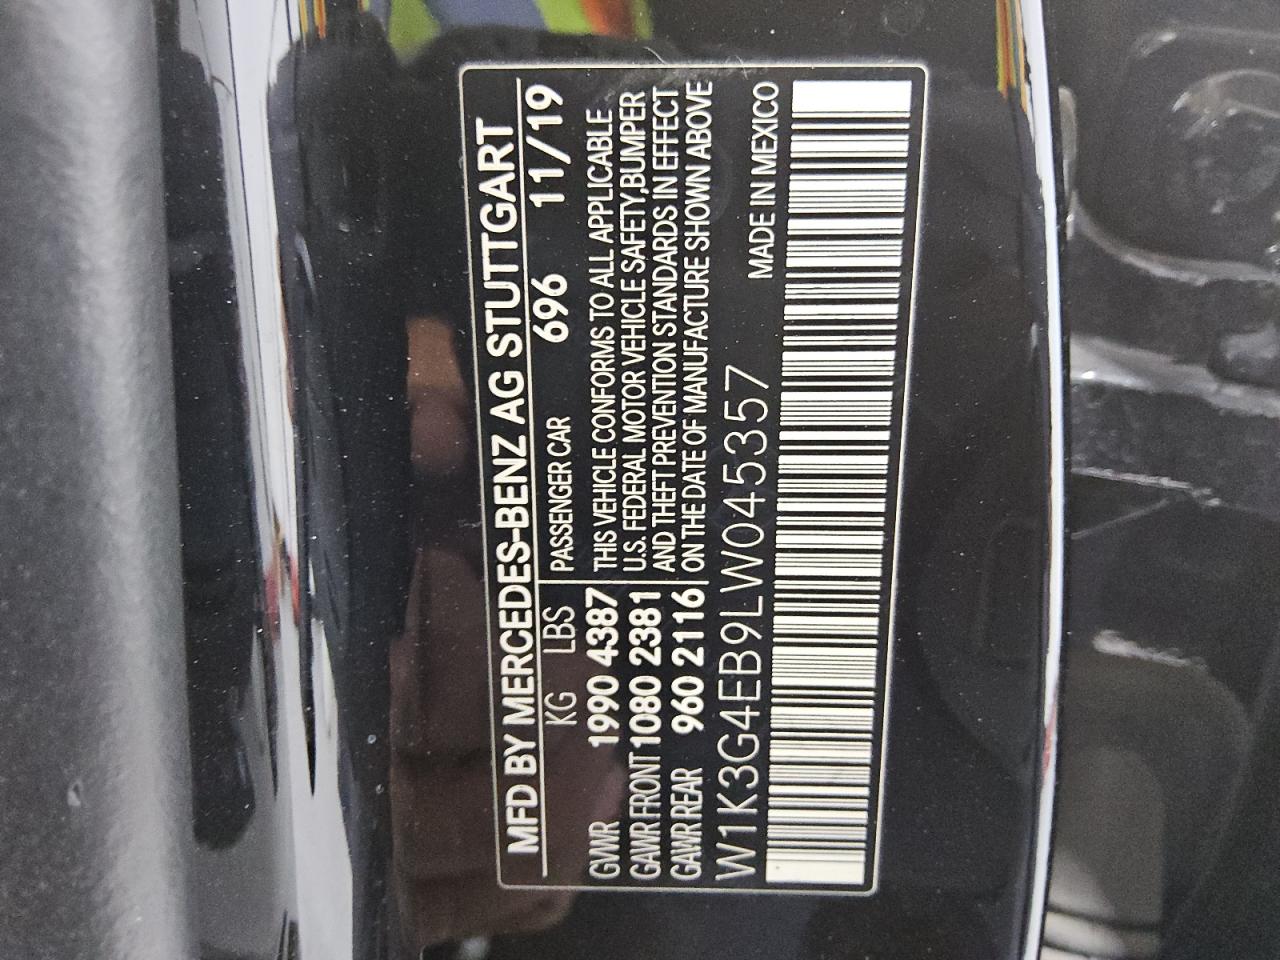 MFD BY MERCEDES-BENZ AG STUTTGART
KG LBS PASSENGER CAR 696 11/19
GVWR 1990 4387 THIS VEHICLE CONFORMS TO ALL APPLICABLE
GAWR FRONT 1080 2381 U.S. FEDERAL MOTOR VEHICLE SAFETY,BUMPER
GAWR REAR 960 2116 AND THEFT PREVENTION STANDARDS IN EFFECT
ON THE DATE OF MANUFACTURE SHOWN ABOVE
W1K3G4EB9LW045357 MADE IN MEXICO